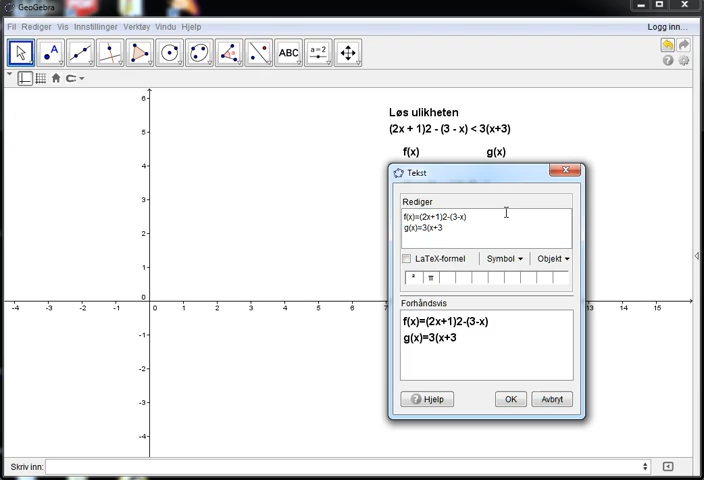 GeoGebra
Fil Rediger Vis Innstillinger Verktøy Vindu Hjelp Logg inn...
A ABC a=2
Løs ulikheten
(2x + 1)2 - (3 - x) < 3(x+3)
f(x) g(x)
Tekst
Rediger
f(x)=(2x+1)2-(3-x)
g(x)=3(x+3
LaTeX-formel Symbol Objekt
² π
Forhåndsvis
f(x)=(2x+1)2-(3-x)
g(x)=3(x+3
Hjelp OK Avbryt
6
5
4
3
2
1
0
-4 -3 -2 -1 0 1 2 3 4 5 6 13 14 15
-1
-2
-3
-4
Skriv inn: